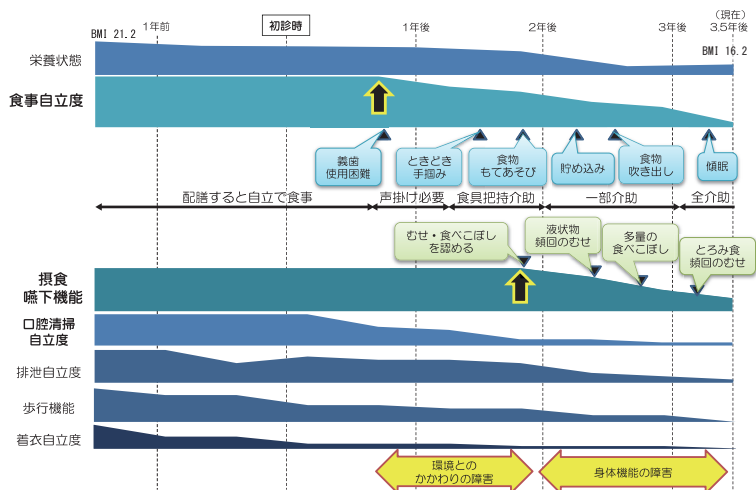 （現在）
1年前
初診時
1年後
2年後
3年後
3.5年後
BMI 21.2
BMI 16.2
栄養状態
食事自立度
義歯
使用困難
ときどき
手掴み
食物
もてあそび
貯め込み
食物
吹き出し
傾眠
配膳すると自立で食事
声掛け必要
食具把持介助
一部介助
全介助
むせ・食べこぼし
を認める
液状物
頻回のむせ
多量の
食べこぼし
とろみ食
頻回のむせ
摂食
嚥下機能
口腔清掃
自立度
排泄自立度
歩行機能
着衣自立度
環境との
かかわりの障害
身体機能の障害